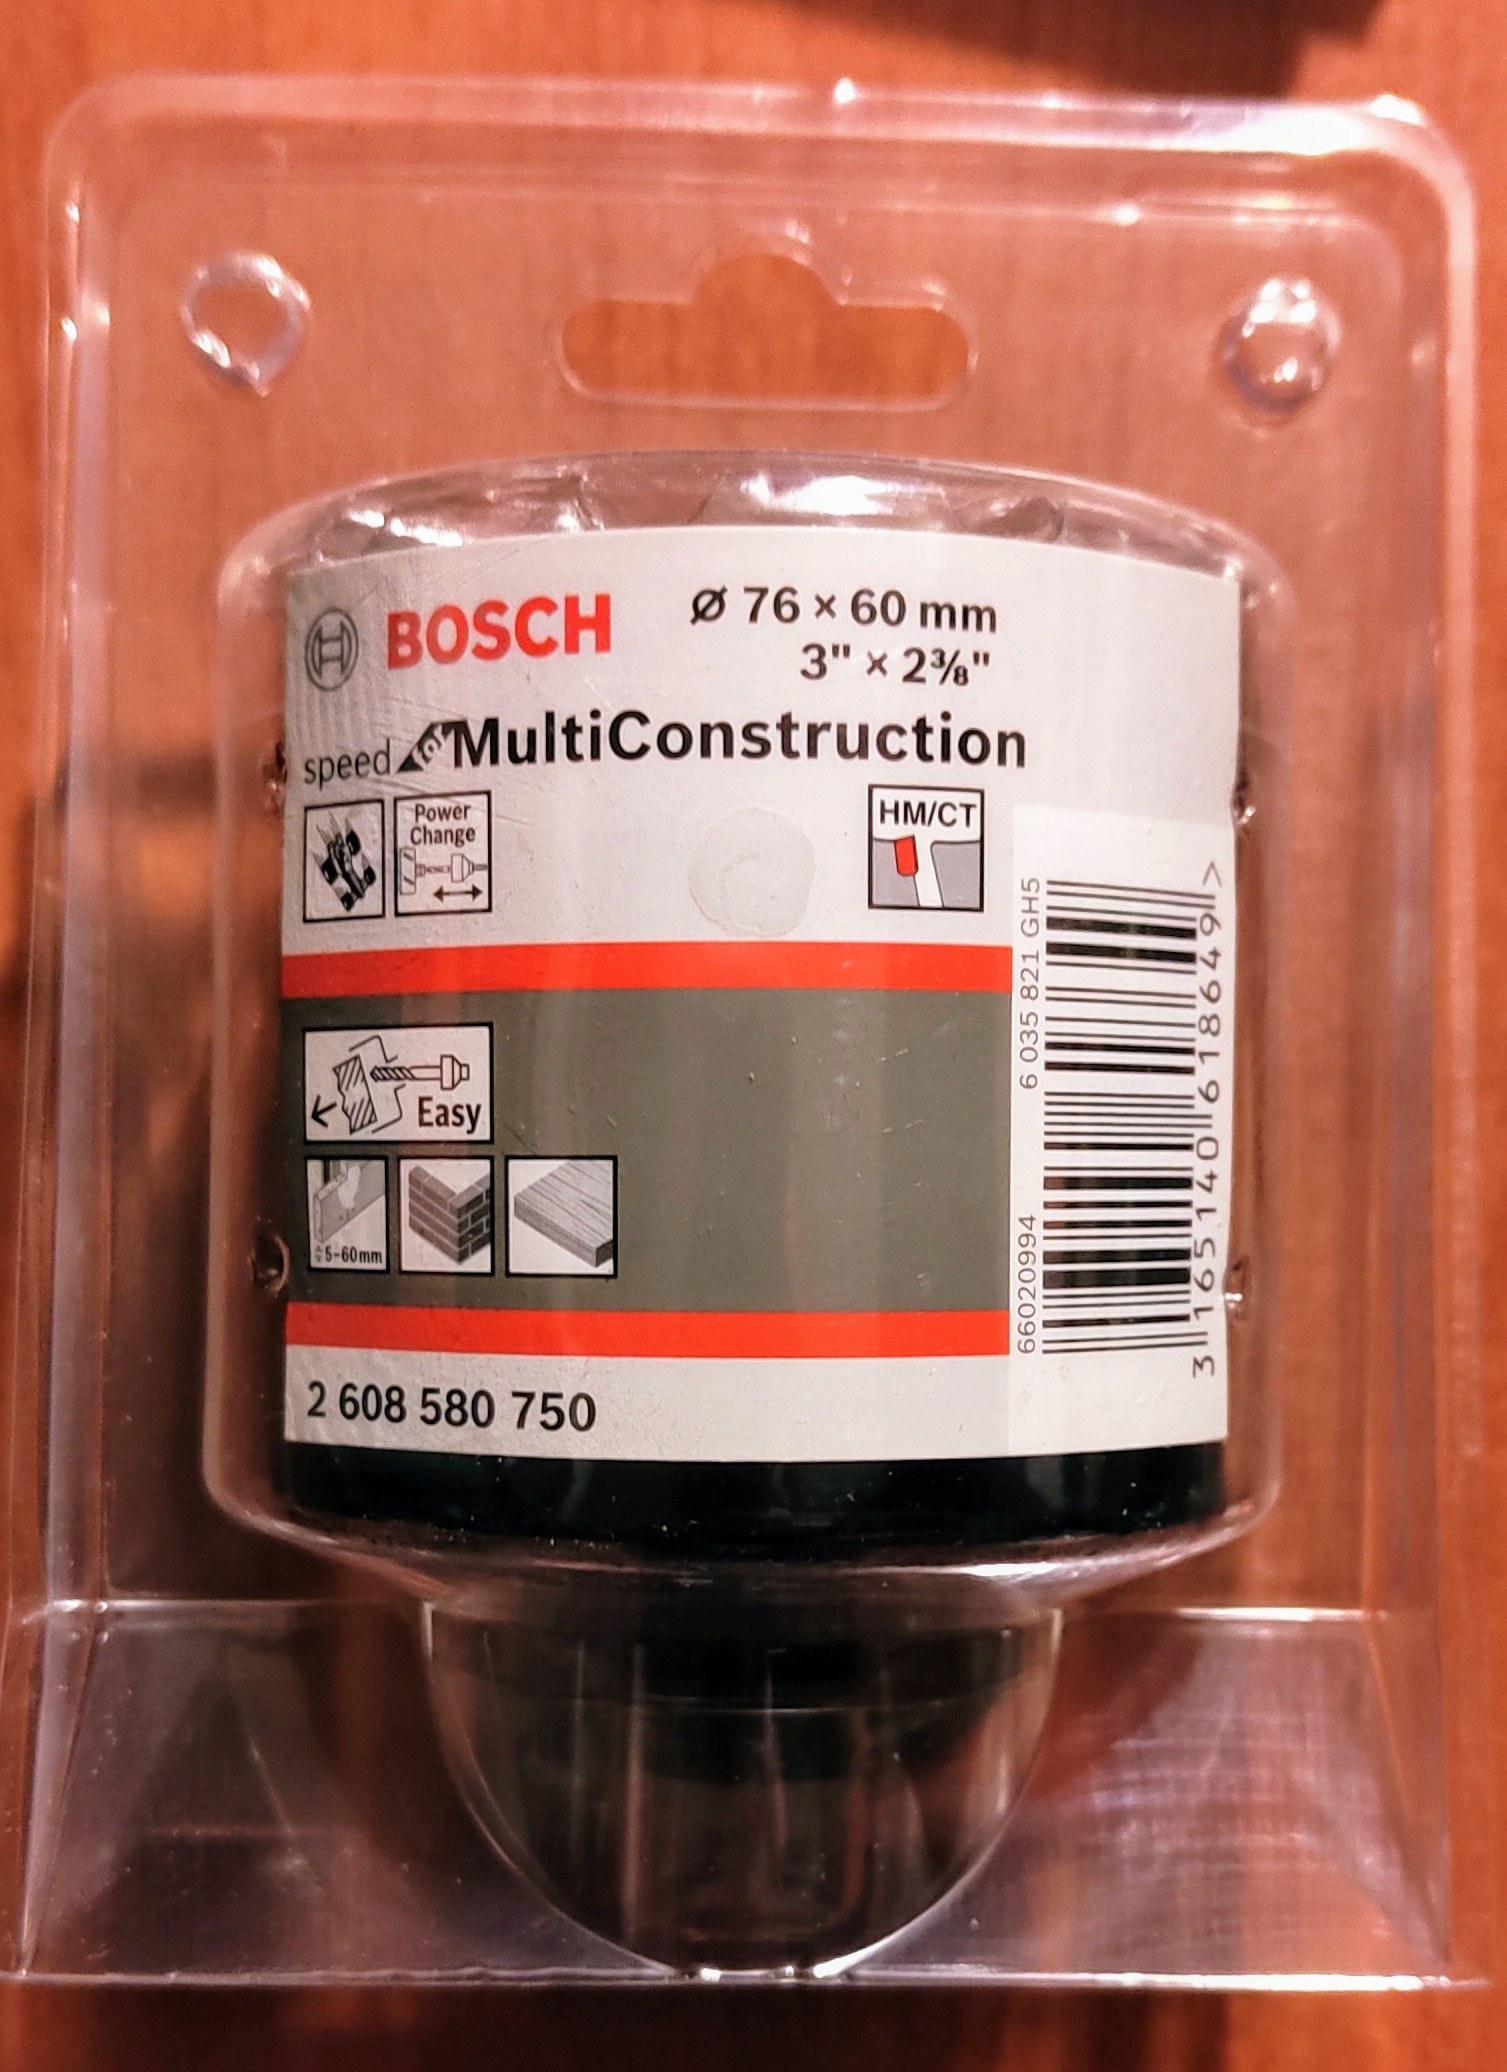 BOSCH
Ø 76 × 60 mm
3" × 2⅜"
speed for MultiConstruction
Power
Change
HM/CT
Easy
5-60mm
2 608 580 750
6 035 821 GH5
66020994
3 165140 618649 >